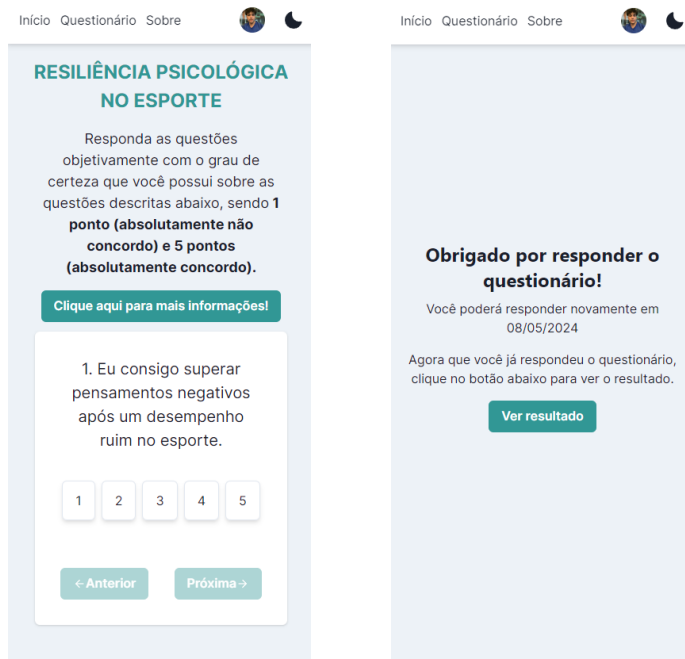 Início Questionário Sobre
RESILIÊNCIA PSICOLÓGICA
NO ESPORTE
Responda as questões
objetivamente com o grau de
certeza que você possui sobre as
questões descritas abaixo, sendo 1
ponto (absolutamente não
concordo) e 5 pontos
(absolutamente concordo).
Clique aqui para mais informações!
1. Eu consigo superar
pensamentos negativos
após um desempenho
ruim no esporte.
1 2 3 4 5
←Anterior Próxima→
Início Questionário Sobre
Obrigado por responder o
questionário!
Você poderá responder novamente em
08/05/2024
Agora que você já respondeu o questionário,
clique no botão abaixo para ver o resultado.
Ver resultado